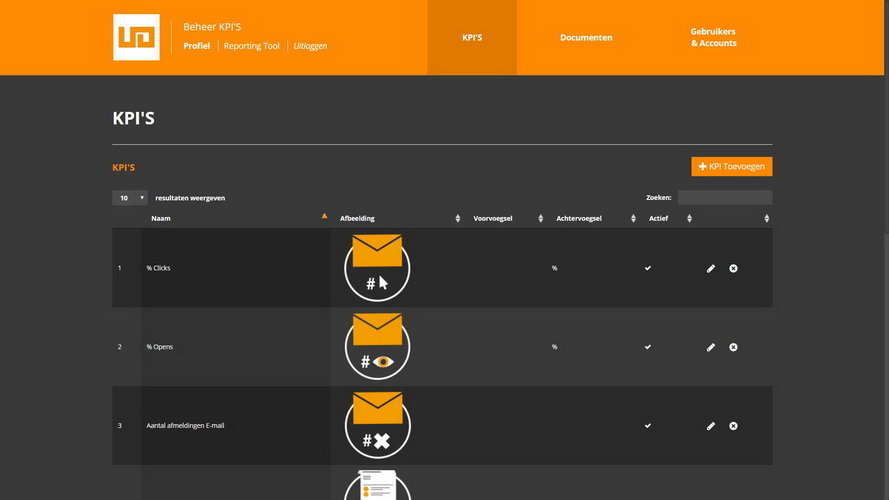 Beheer KPI'S
Profiel Reporting Tool Uitloggen
KPI'S
Documenten
Gebruikers
& Accounts
KPI'S
KPI'S
KPI Toevoegen
10 resultaten weergeven
Zoeken:
Naam Afbeelding Voorvoegsel Achtervoegsel Actief
1 % Clicks # %
2 % Opens # %
3 Aantal afmeldingen E-mail #